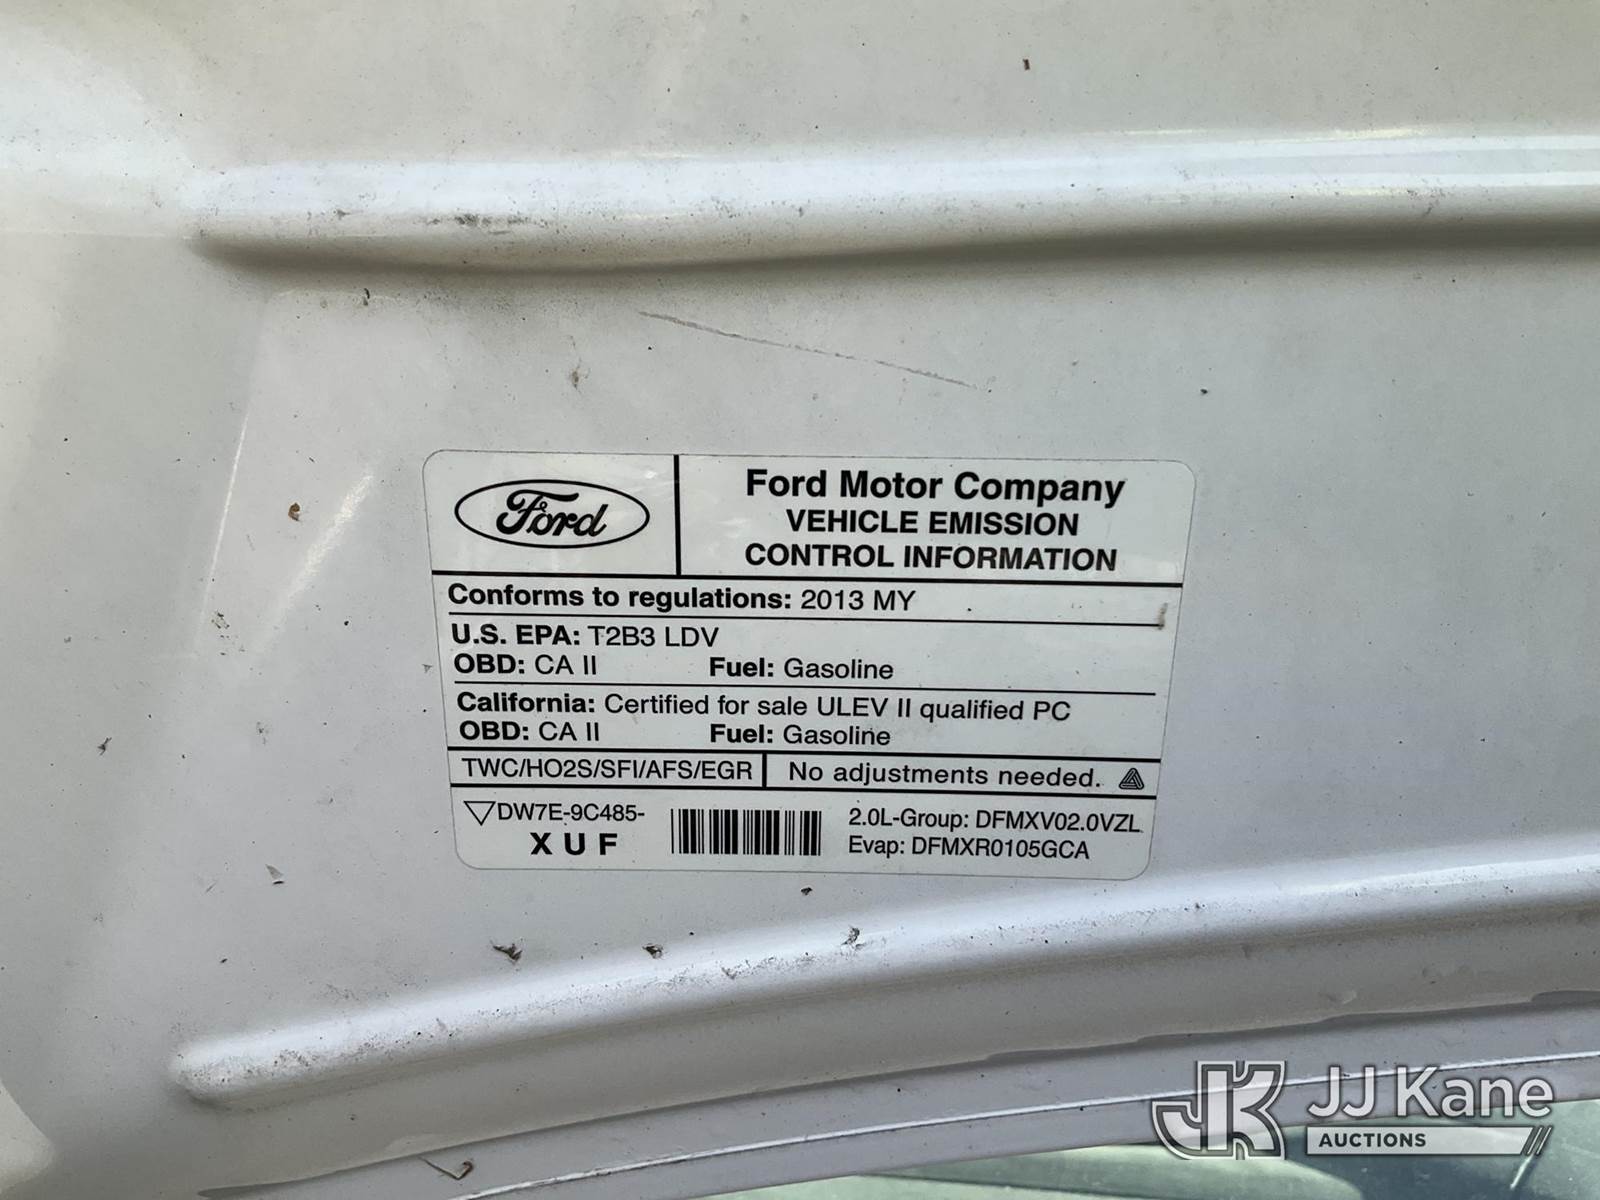 Ford
Ford Motor Company
VEHICLE EMISSION
CONTROL INFORMATION
Conforms to regulations: 2013 MY
U.S. EPA: T2B3 LDV
OBD: CA II Fuel: Gasoline
California: Certified for sale ULEV II qualified PC
OBD: CA II Fuel: Gasoline
TWC/HO2S/SFI/AFS/EGR No adjustments needed.
DW7E-9C485-
X U F
2.0L-Group: DFMXV02.0VZL
Evap: DFMXR0105GCA
JK JJ Kane
AUCTIONS